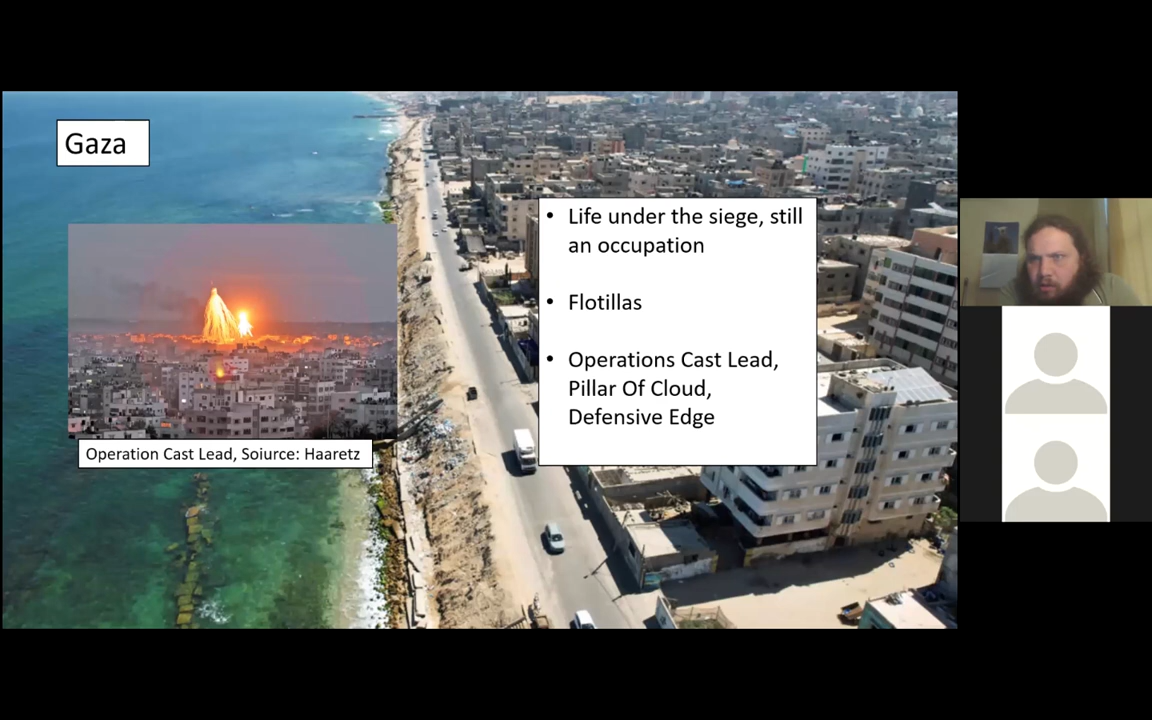 Gaza
• Life under the siege, still
an occupation
• Flotillas
• Operations Cast Lead,
Pillar Of Cloud,
Defensive Edge
Operation Cast Lead, Soiurce: Haaretz